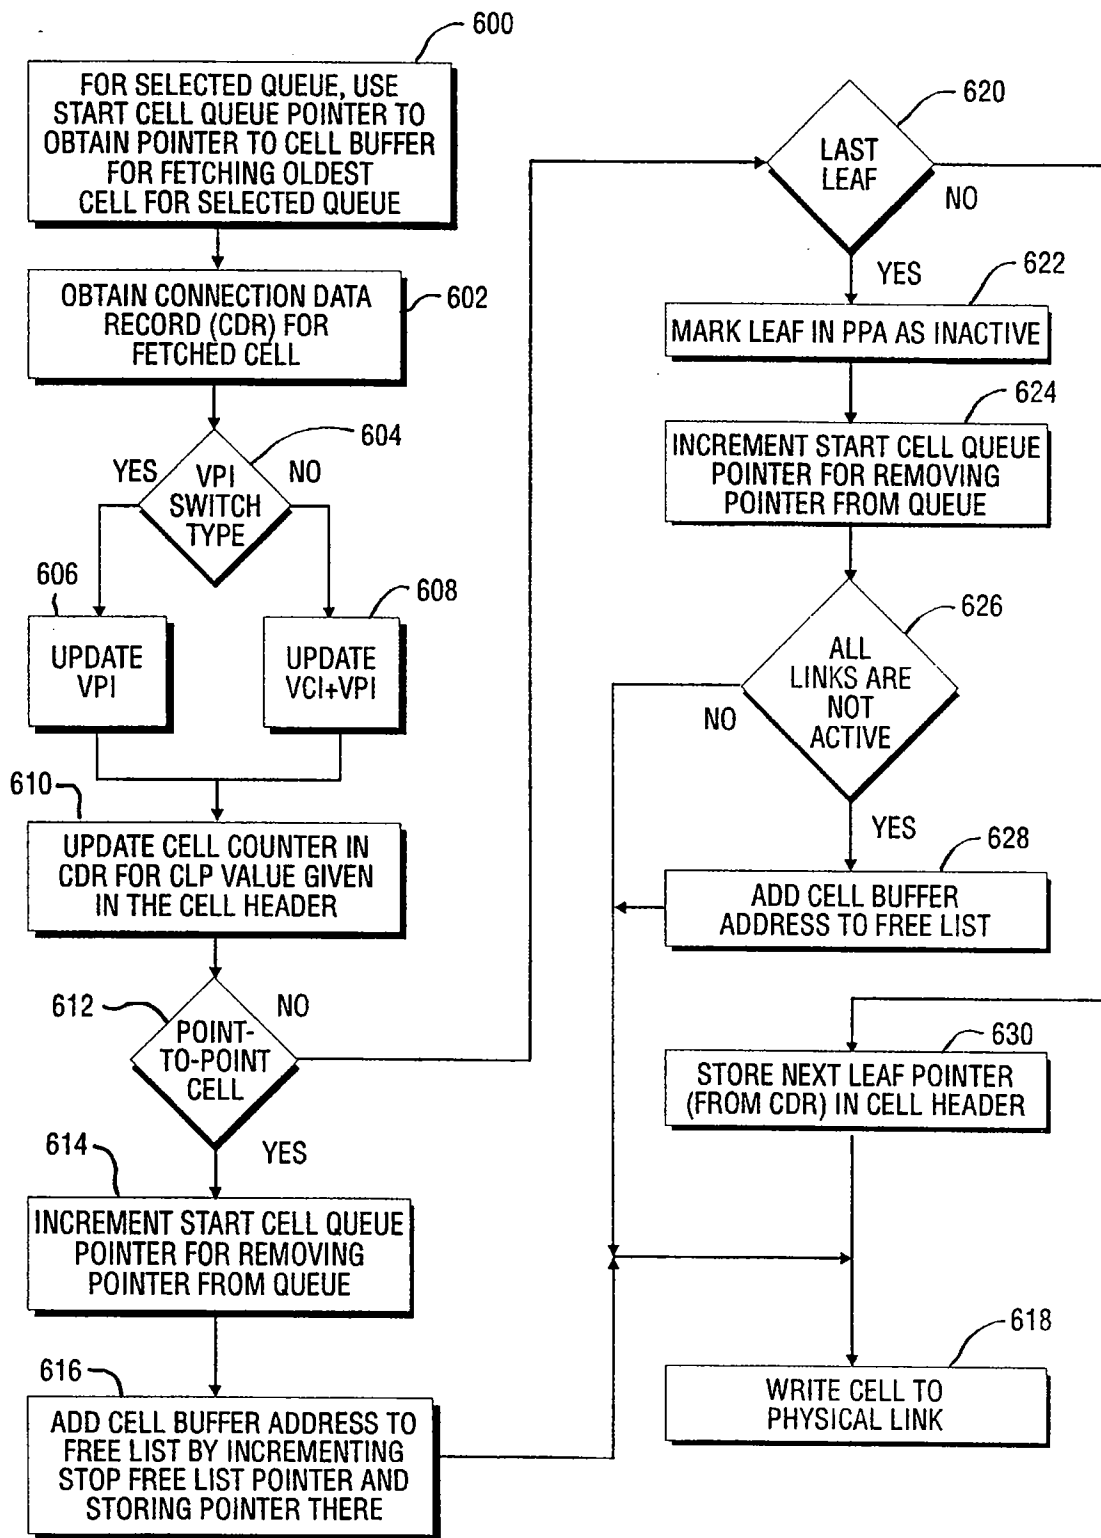 600
FOR SELECTED QUEUE, USE
START CELL QUEUE POINTER TO
OBTAIN POINTER TO CELL BUFFER
FOR FETCHING OLDEST
CELL FOR SELECTED QUEUE
602
OBTAIN CONNECTION DATA
RECORD (CDR) FOR
FETCHED CELL
604
YES
VPI
SWITCH
TYPE
NO
606
UPDATE
VPI
608
UPDATE
VCI+VPI
610
UPDATE CELL COUNTER IN
CDR FOR CLP VALUE GIVEN
IN THE CELL HEADER
612
NO
POINT-
TO-POINT
CELL
YES
614
INCREMENT START CELL QUEUE
POINTER FOR REMOVING
POINTER FROM QUEUE
616
ADD CELL BUFFER ADDRESS TO
FREE LIST BY INCREMENTING
STOP FREE LIST POINTER AND
STORING POINTER THERE
620
LAST
LEAF
NO
YES
622
MARK LEAF IN PPA AS INACTIVE
624
INCREMENT START CELL QUEUE
POINTER FOR REMOVING
POINTER FROM QUEUE
626
ALL
LINKS ARE
NOT
ACTIVE
NO
YES
628
ADD CELL BUFFER
ADDRESS TO FREE LIST
630
STORE NEXT LEAF POINTER
(FROM CDR) IN CELL HEADER
618
WRITE CELL TO
PHYSICAL LINK